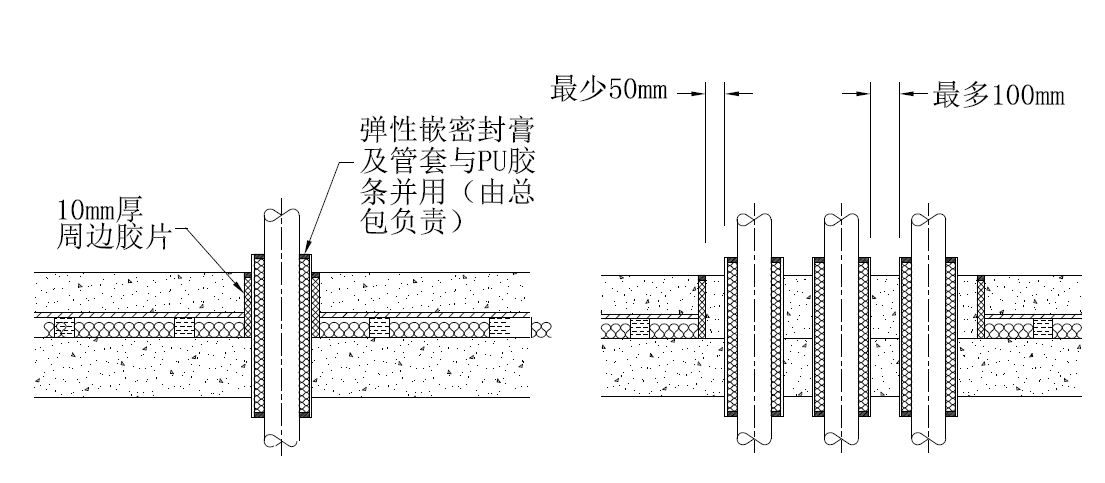 最少50mm
最多100mm
弹性嵌密封膏
及管套与PU胶
条并用（由总
包负责）
10mm厚
周边胶片